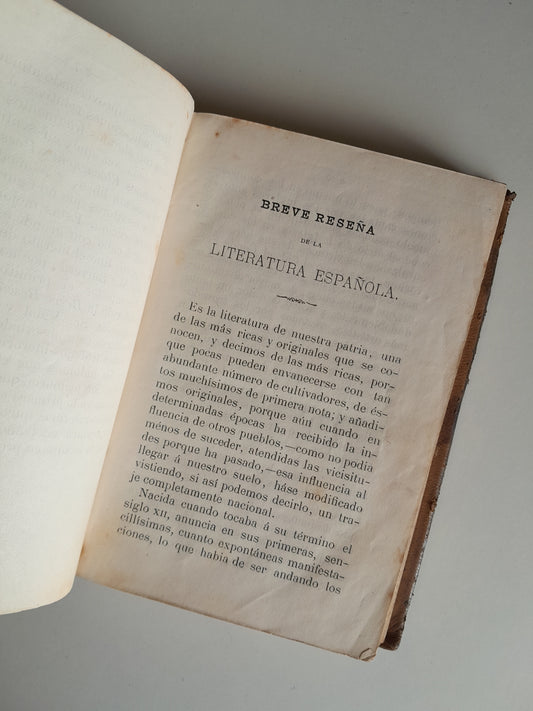 BREVE RESEÑA
DE LA
LITERATURA ESPAÑOLA.
Es la literatura de nuestra patria, una
de las más ricas y originales que se co-
nocen, y decimos de las más ricas, por-
que pocas pueden envanecerse con tan
abundante número de cultivadores, de és-
tos muchísimos de primera nota; y añadi-
mos originales, porque aún cuando en
determinadas épocas ha recibido la in-
fluencia de otros pueblos,—como no podía
ménos de suceder, atendidas las vicisitu-
des porque ha pasado,—esa influencia al
llegar á nuestro suelo, háse modificado
vistiendo, si así podemos decirlo, un tra-
je completamente nacional.
Nacida cuando tocaba á su término el
siglo XII, anuncia en sus primeras, sen-
cillísimas, cuanto expontáneas manifesta-
ciones, lo que habia de ser andando los